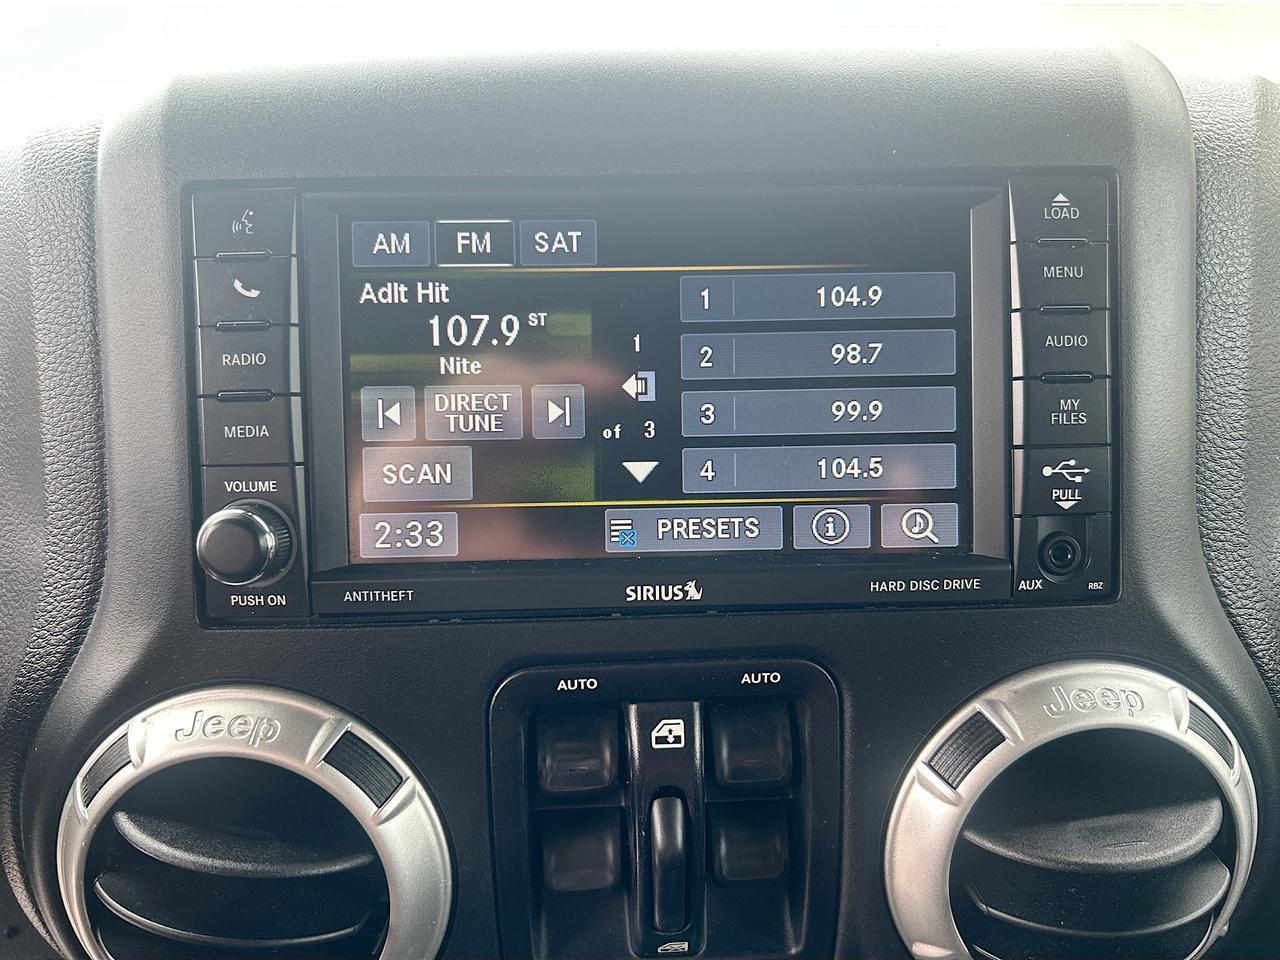 AM FM SAT
Adlt Hit
107.9 ST
Nite
DIRECT
TUNE
SCAN
2:33
1
of 3
1 104.9
2 98.7
3 99.9
4 104.5
PRESETS
i
RADIO
MEDIA
VOLUME
PUSH ON
LOAD
MENU
AUDIO
MY
FILES
PULL
AUX
RBZ
ANTITHEFT
SIRIUS
HARD DISC DRIVE
AUTO
AUTO
Jeep
Jeep